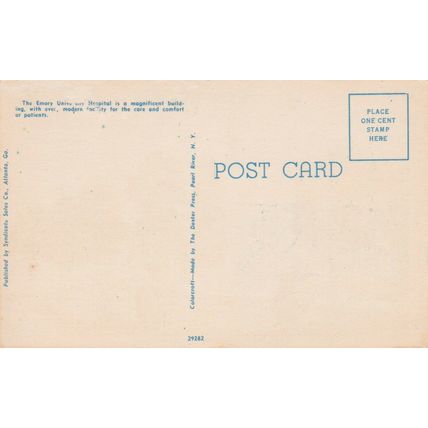 The Emory University Hospital is a magnificent build-
ing, with every modern facility for the care and comfort
of patients.
PLACE
ONE CENT
STAMP
HERE
POST CARD
Published by Syndicate Sales Co., Atlanta, Ga.
Colorcraft—Made by The Dexter Press, Pearl River, N. Y.
29282